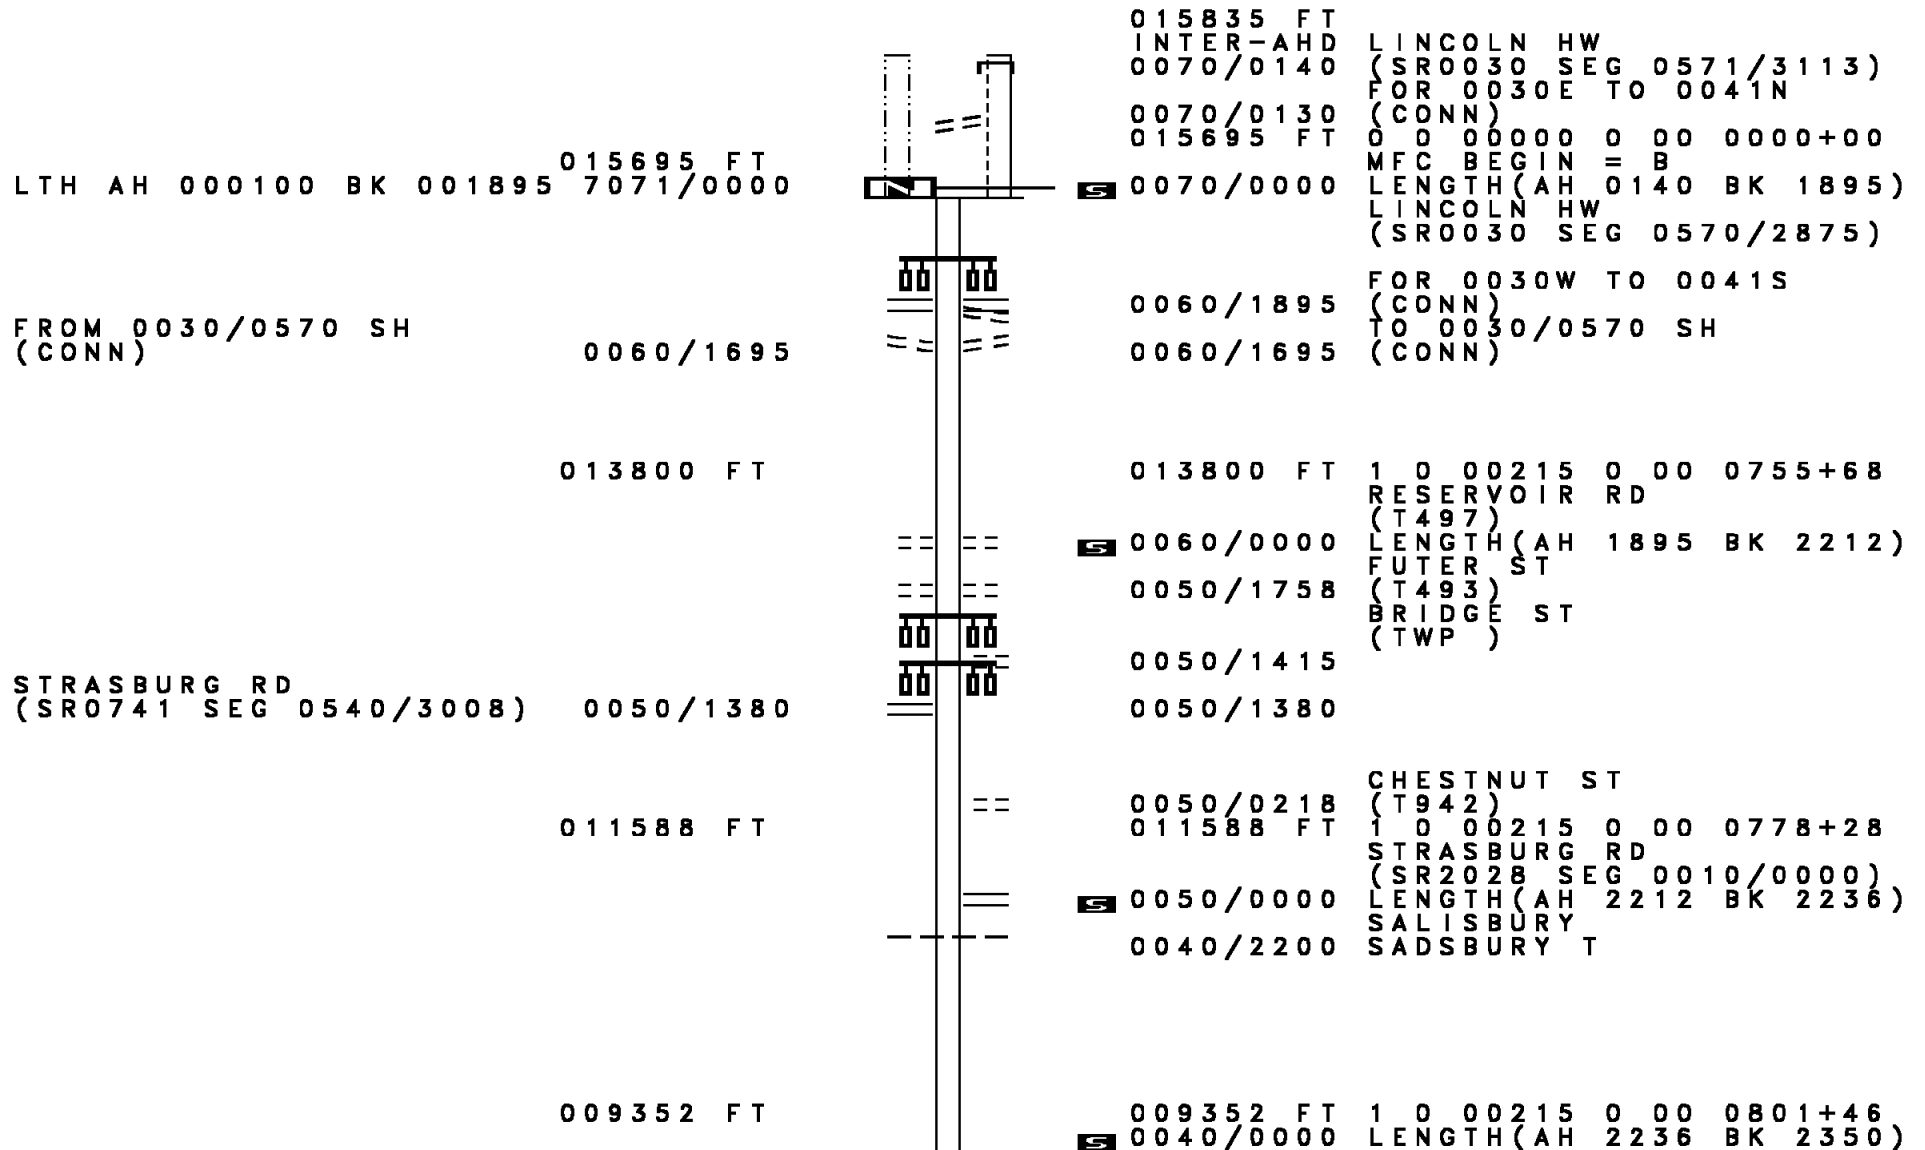 015835 FT
INTER-AHD LINCOLN HW
0070/0140 (SR0030 SEG 0571/3113)
FOR 0030E TO 0041N
0070/0130 (CONN)
015695 FT 0 0 00000 0 00 0000+00
015695 FT MFC BEGIN = B
LTH AH 000100 BK 001895 7071/0000 N S 0070/0000 LENGTH(AH 0140 BK 1895)
LINCOLN HW
(SR0030 SEG 0570/2875)
FOR 0030W TO 0041S
0060/1895 (CONN)
FROM 0030/0570 SH TO 0030/0570 SH
(CONN) 0060/1695 0060/1695 (CONN)
013800 FT 013800 FT 1 0 00215 0 00 0755+68
RESERVOIR RD
(T497)
S 0060/0000 LENGTH(AH 1895 BK 2212)
FUTER ST
0050/1758 (T493)
BRIDGE ST
(TWP )
0050/1415
STRASBURG RD
(SR0741 SEG 0540/3008) 0050/1380 0050/1380
CHESTNUT ST
0050/0218 (T942)
011588 FT 011588 FT 1 0 00215 0 00 0778+28
STRASBURG RD
(SR2028 SEG 0010/0000)
S 0050/0000 LENGTH(AH 2212 BK 2236)
SALISBURY
0040/2200 SADSBURY T
009352 FT 009352 FT 1 0 00215 0 00 0801+46
S 0040/0000 LENGTH(AH 2236 BK 2350)